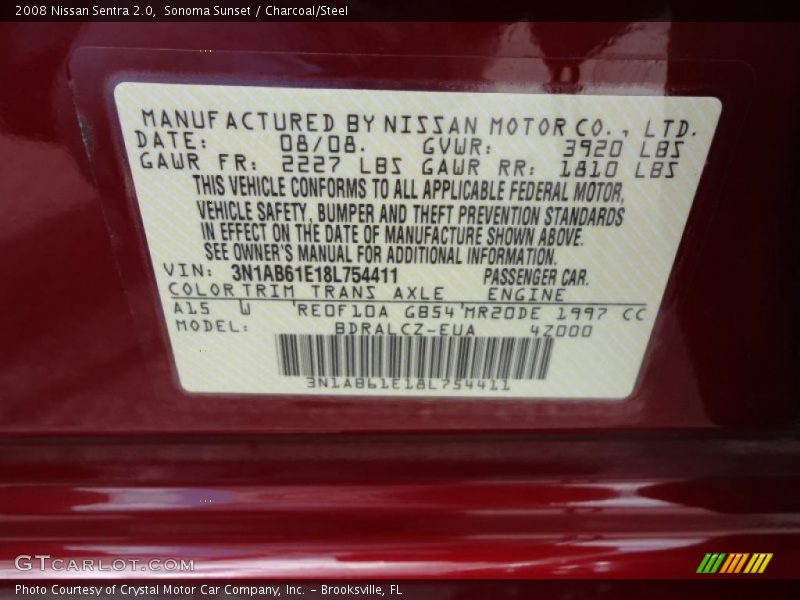 2008 Nissan Sentra 2.0, Sonoma Sunset / Charcoal/Steel
MANUFACTURED BY NISSAN MOTOR CO., LTD.
DATE: 08/08. GVWR: 3920 LBS
GAWR FR: 2227 LBS GAWR RR: 1810 LBS
THIS VEHICLE CONFORMS TO ALL APPLICABLE FEDERAL MOTOR,
VEHICLE SAFETY, BUMPER AND THEFT PREVENTION STANDARDS
IN EFFECT ON THE DATE OF MANUFACTURE SHOWN ABOVE.
SEE OWNER'S MANUAL FOR ADDITIONAL INFORMATION.
VIN: 3N1AB61E18L754411 PASSENGER CAR.
COLOR TRIM TRANS AXLE ENGINE
A15 W RE0F10A GB54 MR20DE 1997 CC
MODEL: BDRALCZ-EUA 4Z000
3N1AB61E18L754411
GTCARLOT.COM
Photo Courtesy of Crystal Motor Car Company, Inc. – Brooksville, FL